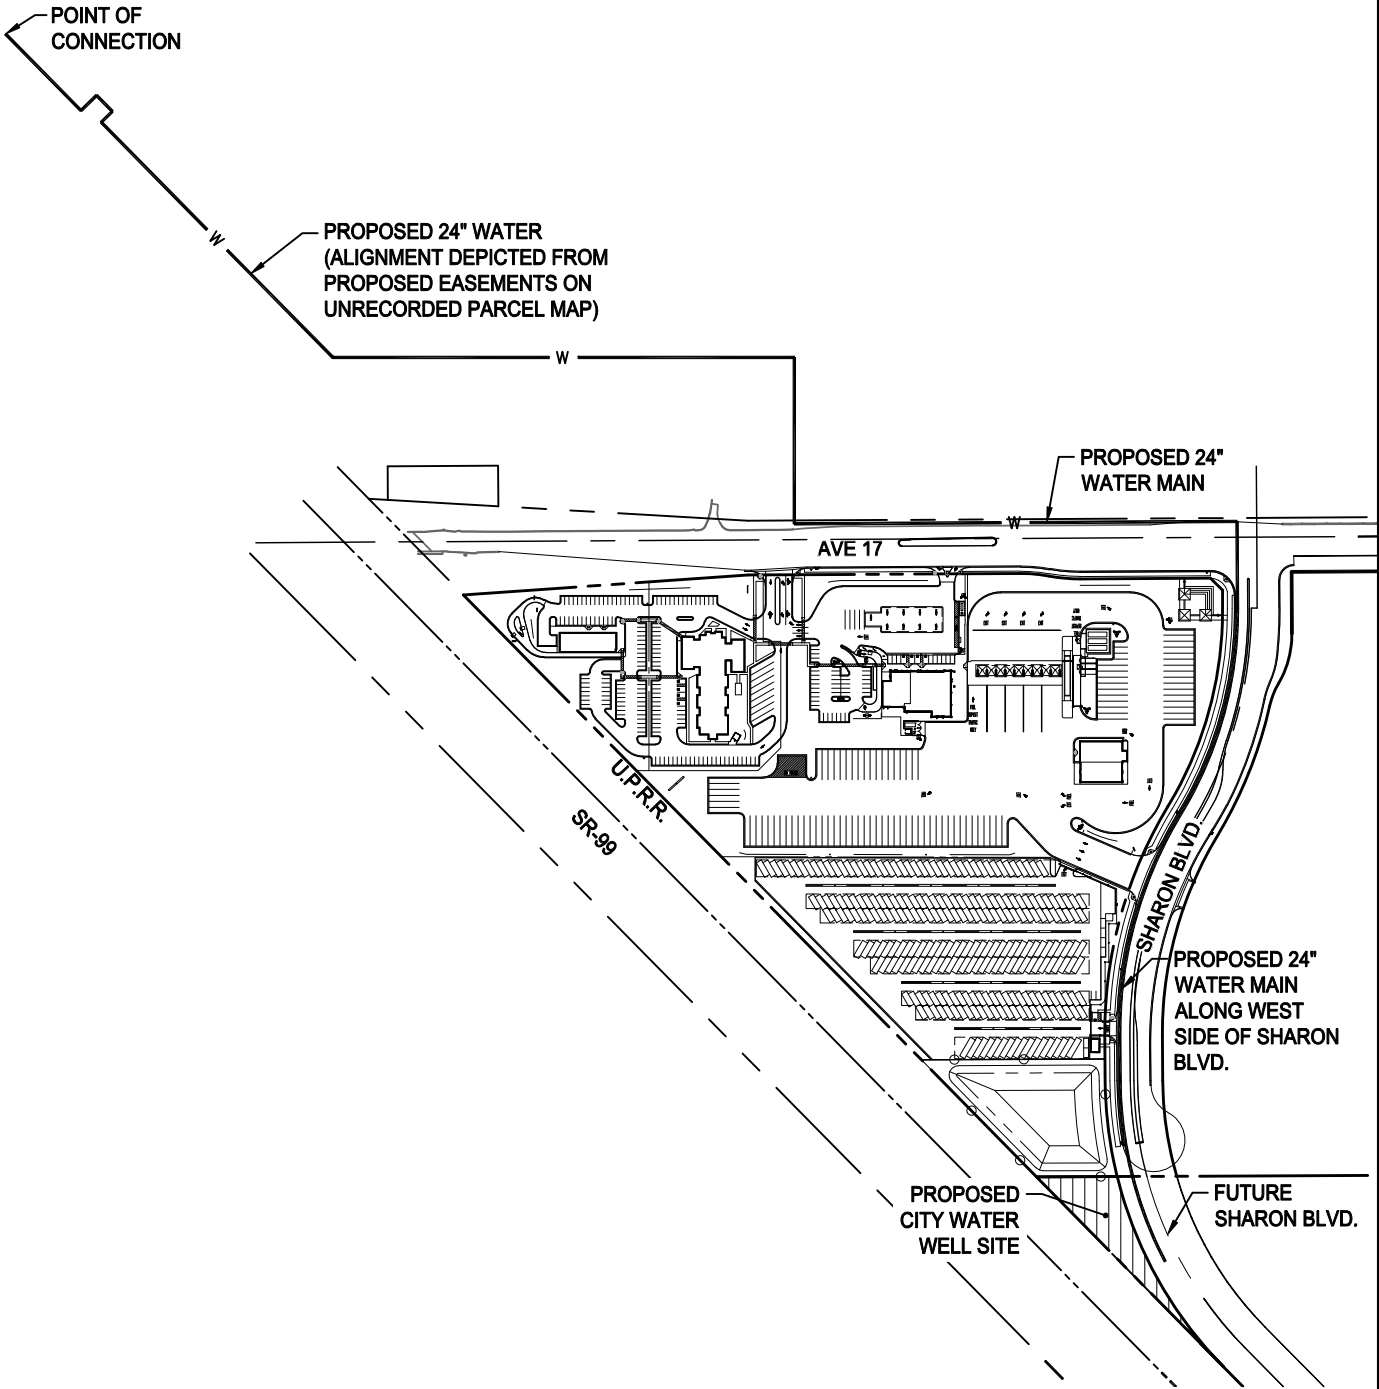 POINT OF
CONNECTION
PROPOSED 24" WATER
(ALIGNMENT DEPICTED FROM
PROPOSED EASEMENTS ON
UNRECORDED PARCEL MAP)
W
W
PROPOSED 24"
WATER MAIN
W
AVE 17
U.P.R.R.
SR-99
SHARON BLVD.
PROPOSED 24"
WATER MAIN
ALONG WEST
SIDE OF SHARON
BLVD.
PROPOSED
CITY WATER
WELL SITE
FUTURE
SHARON BLVD.